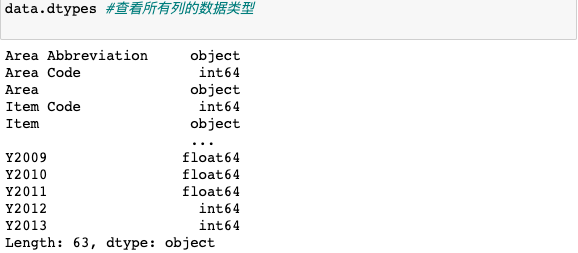 data.dtypes #查看所有列的数据类型
Area Abbreviation     object
Area Code              int64
Area                  object
Item Code              int64
Item                  object
                      ...
Y2009                float64
Y2010                float64
Y2011                float64
Y2012                  int64
Y2013                  int64
Length: 63, dtype: object